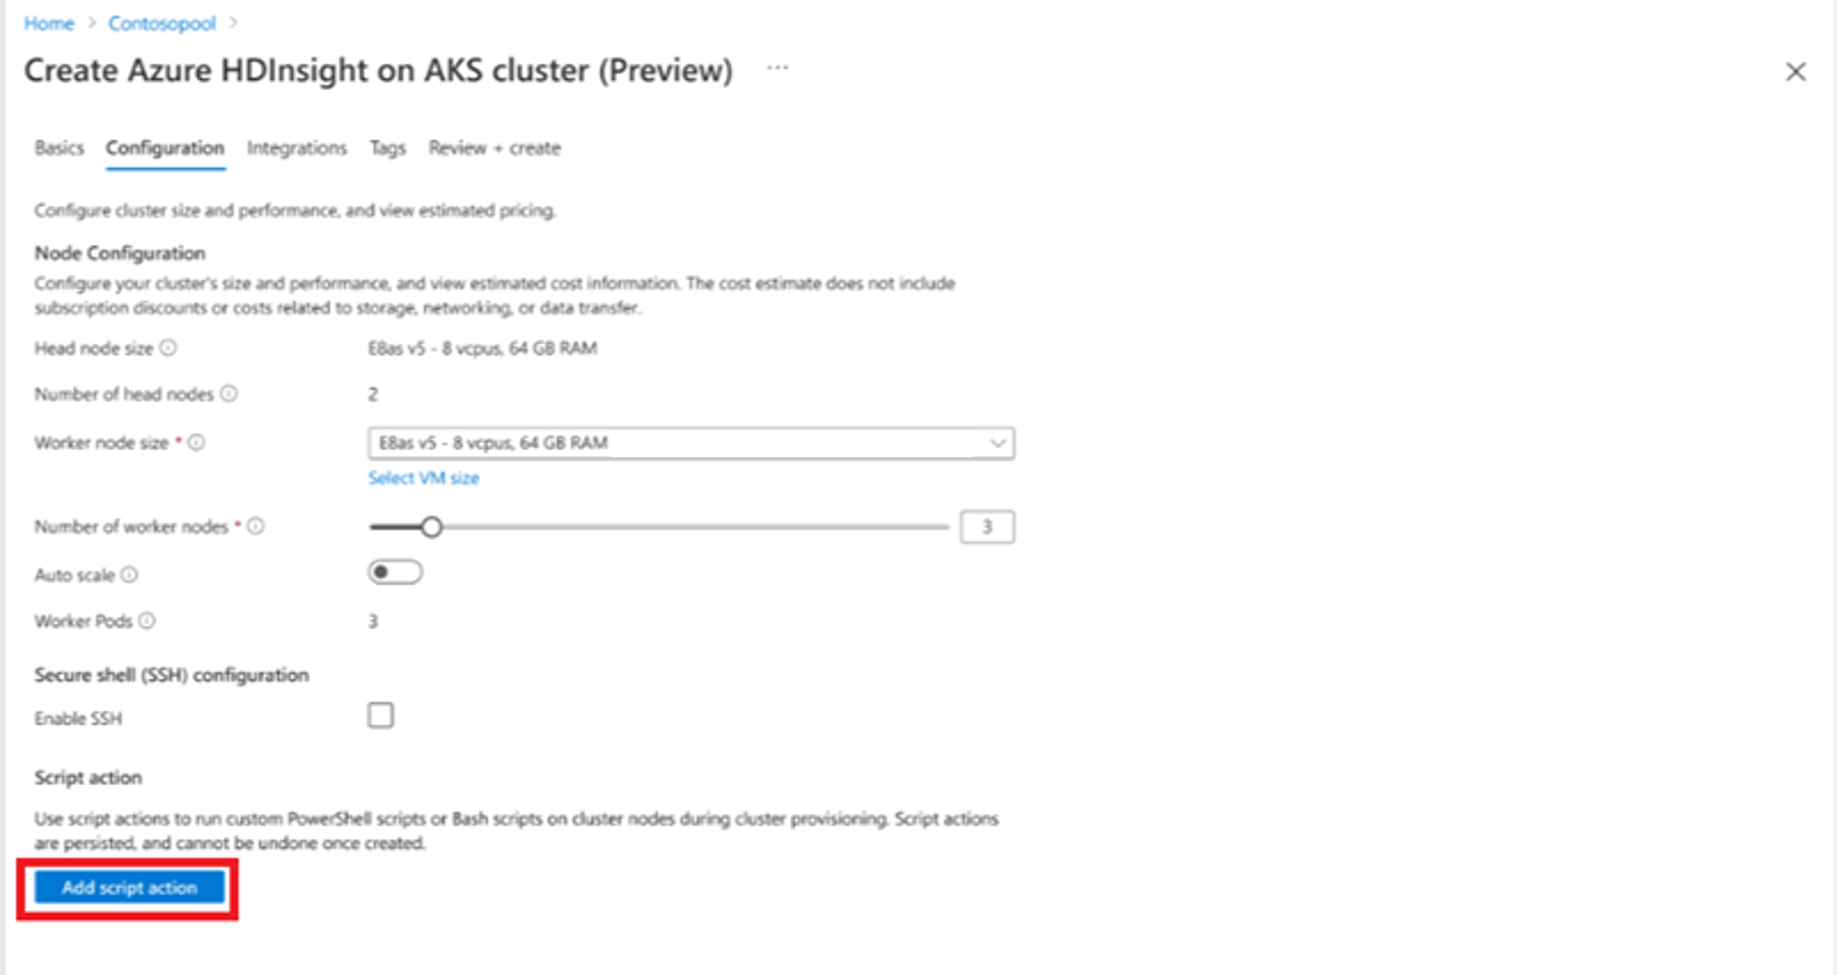 Home > Contosopool >
Create Azure HDInsight on AKS cluster (Preview) ...
Basics Configuration Integrations Tags Review + create
Configure cluster size and performance, and view estimated pricing.
Node Configuration
Configure your cluster's size and performance, and view estimated cost information. The cost estimate does not include
subscription discounts or costs related to storage, networking, or data transfer.
Head node size E8as v5 - 8 vcpus, 64 GB RAM
Number of head nodes 2
Worker node size * E8as v5 - 8 vcpus, 64 GB RAM
Select VM size
Number of worker nodes * 3
Auto scale
Worker Pods 3
Secure shell (SSH) configuration
Enable SSH
Script action
Use script actions to run custom PowerShell scripts or Bash scripts on cluster nodes during cluster provisioning. Script actions
are persisted, and cannot be undone once created.
Add script action